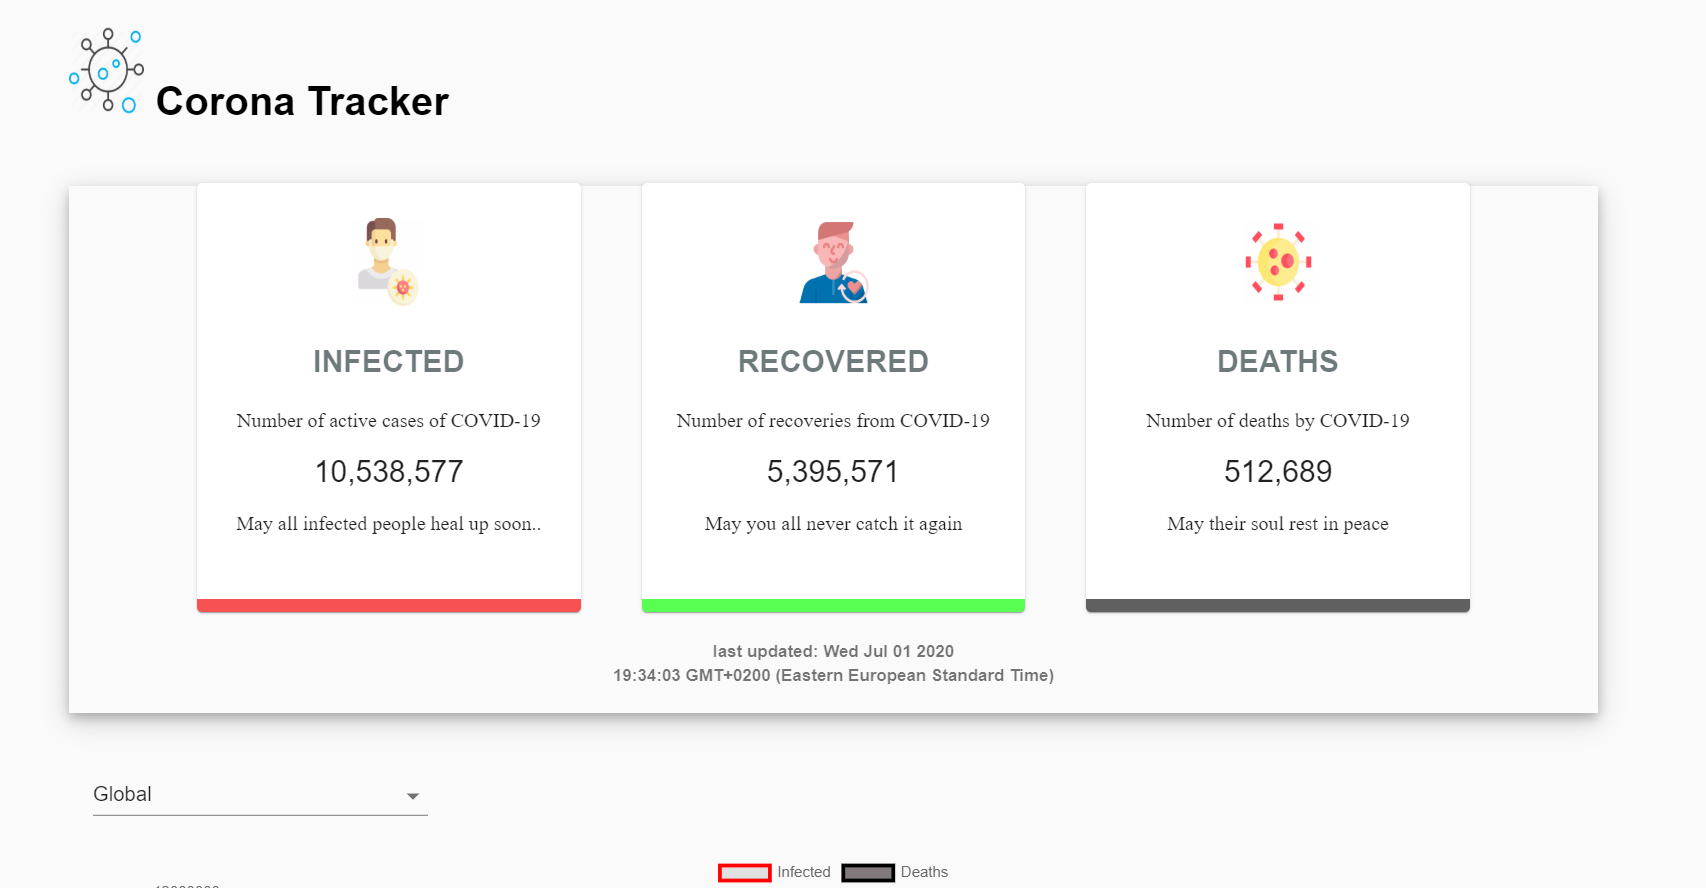 Corona Tracker
INFECTED
Number of active cases of COVID-19
10,538,577
May all infected people heal up soon..
RECOVERED
Number of recoveries from COVID-19
5,395,571
May you all never catch it again
DEATHS
Number of deaths by COVID-19
512,689
May their soul rest in peace
last updated: Wed Jul 01 2020
19:34:03 GMT+0200 (Eastern European Standard Time)
Global
Infected
Deaths